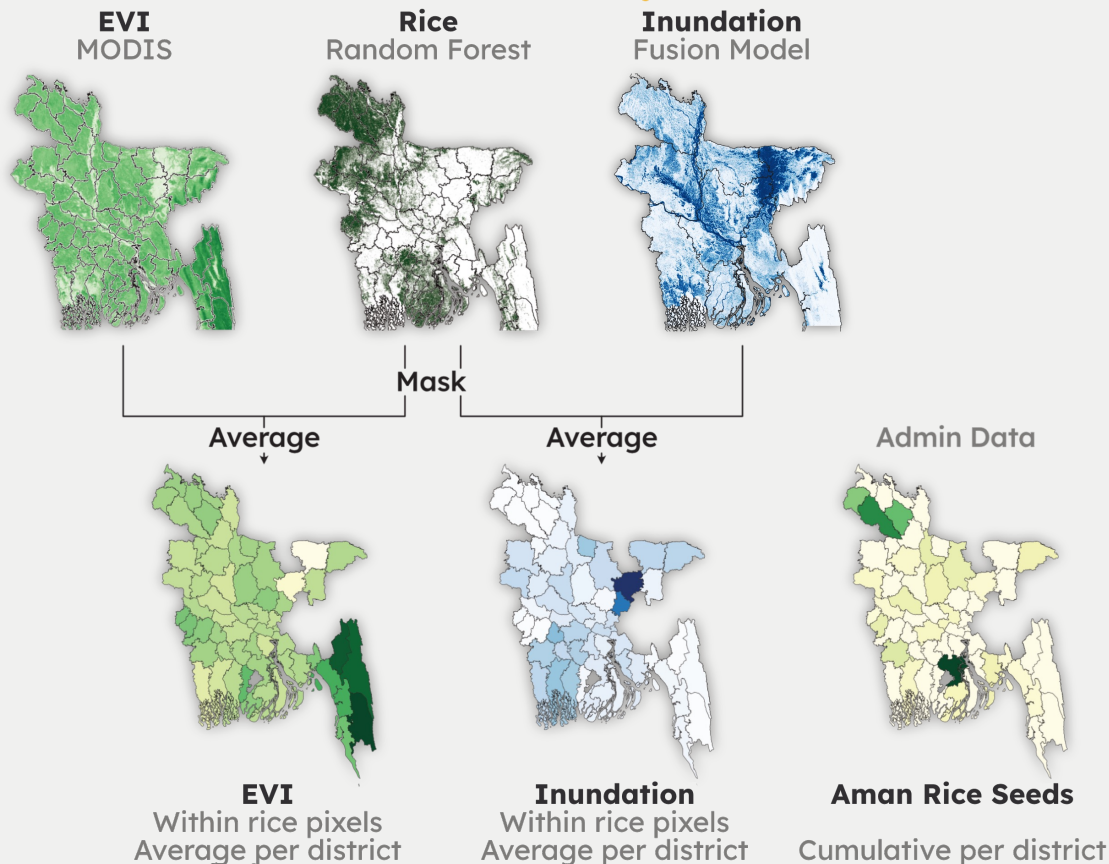 EVI
MODIS
Rice
Random Forest
Inundation
Fusion Model
Mask
Average
Average
Admin Data
EVI
Within rice pixels
Average per district
Inundation
Within rice pixels
Average per district
Aman Rice Seeds
Cumulative per district